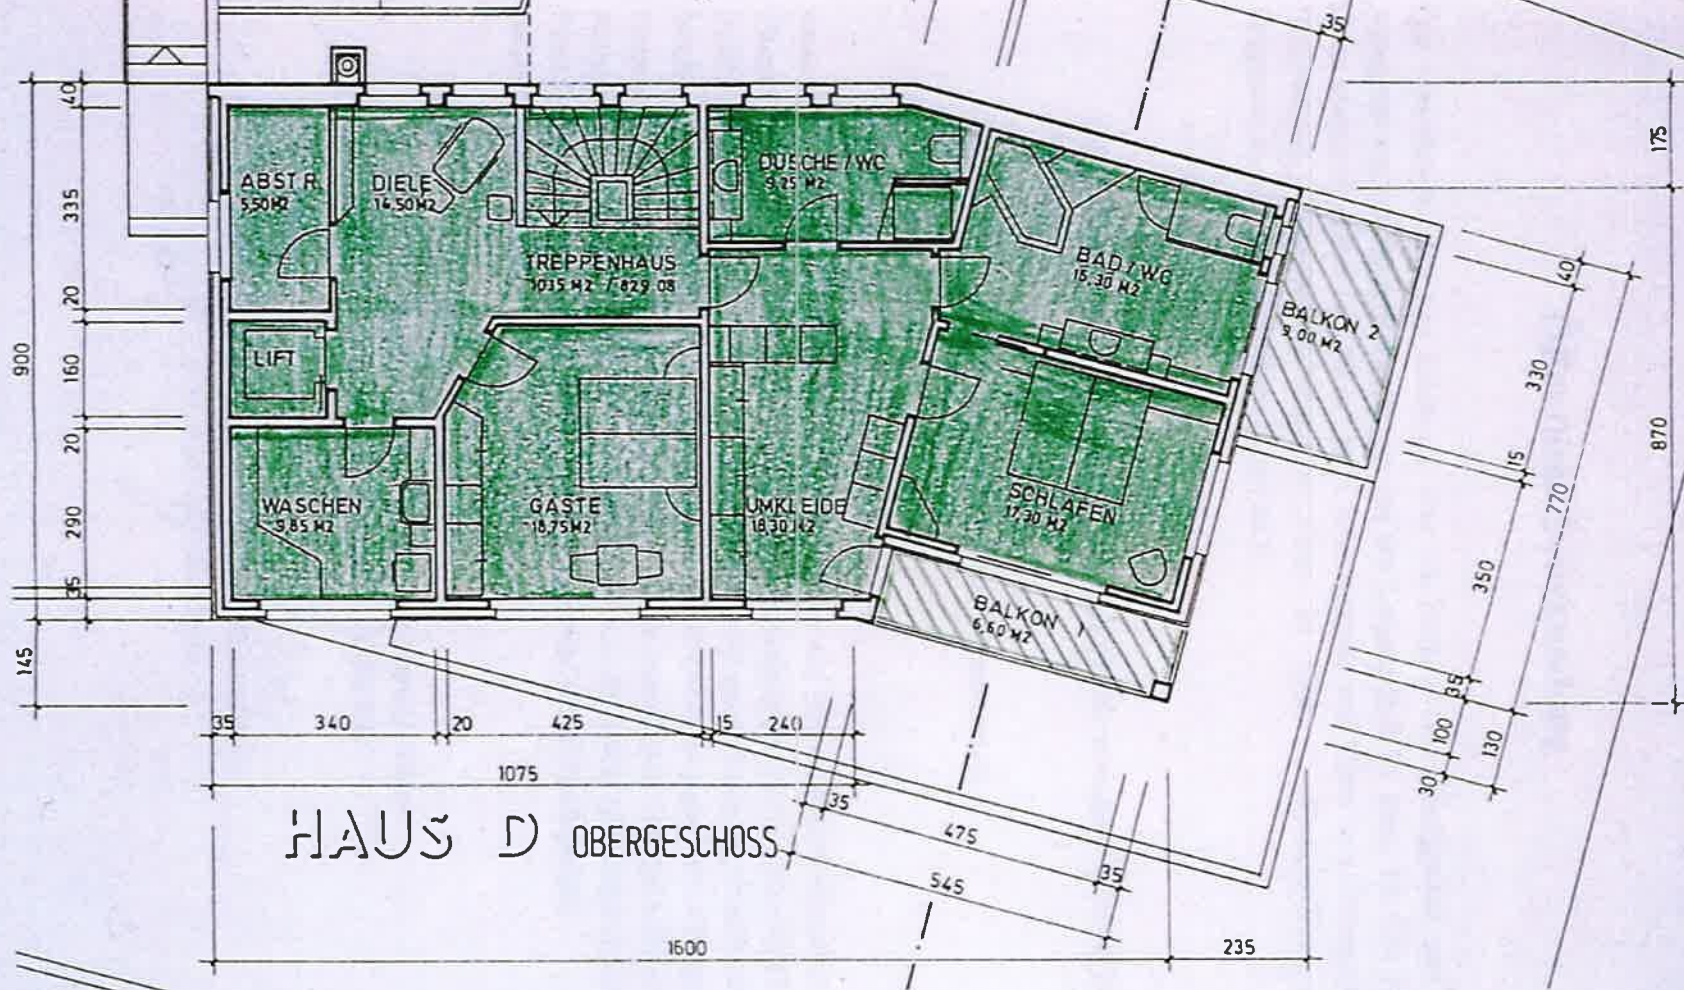 35
40
335
20
160
20
290
35
900
145
175
870
ABST.R.
5,50 M2
DIELE
14,50 M2
DUSCHE / WC
9,25 M2
TREPPENHAUS
10,35 M2 / 829.08
BAD / WC
15,30 M2
BALKON 2
9,00 M2
LIFT
WASCHEN
9,85 M2
GÄSTE
18,75 M2
UMKLEIDE
18,30 M2
SCHLAFEN
17,30 M2
BALKON 1
6,60 M2
40
330
15
770
350
35
100
130
30
35
340
20
425
15
240
1075
35
475
35
545
HAUS D OBERGESCHOSS
1600
235